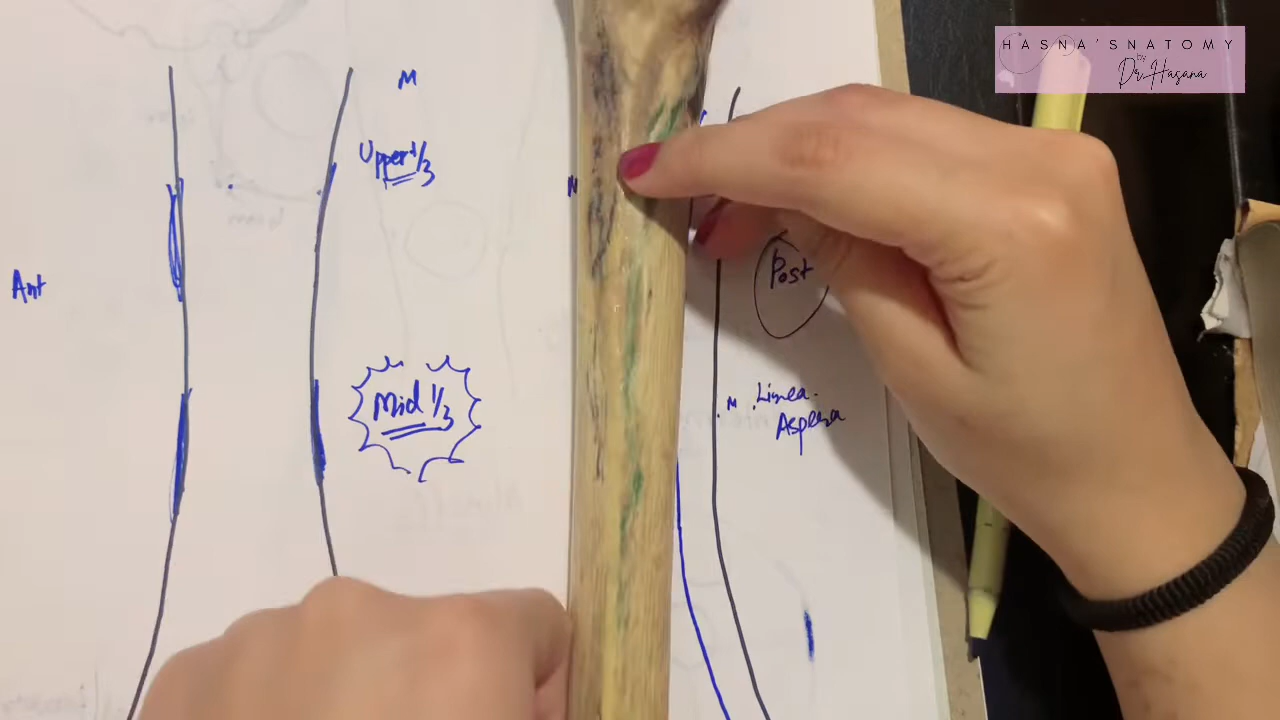 HASNA'SNATOMY
by
Dr.Hasana
M
Upper 1/3
M
Ant
Post
Mid 1/3
M
Linea
Aspera